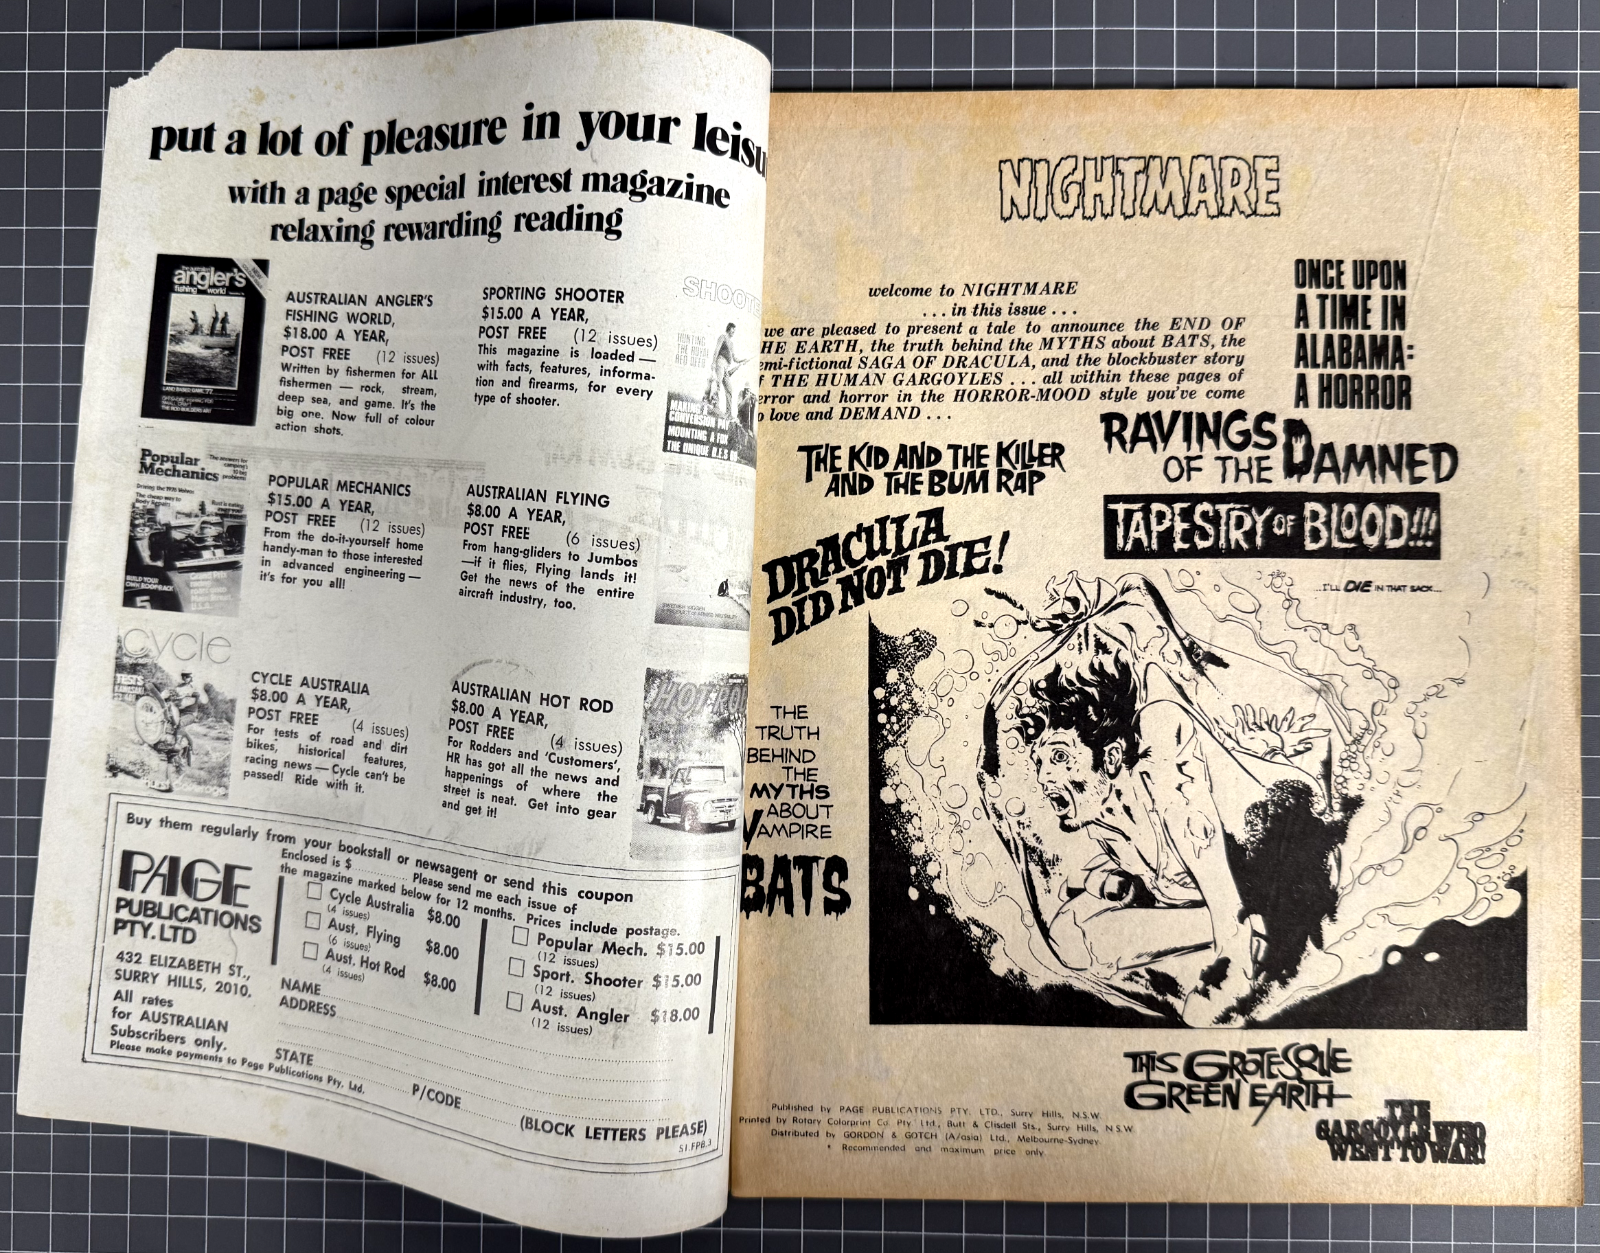 put a lot of pleasure in your leisu
with a page special interest magazine
relaxing rewarding reading
angler's
fishing world
AUSTRALIAN ANGLER'S
FISHING WORLD,
$18.00 A YEAR,
POST FREE (12 issues)
Written by fishermen for ALL
fishermen — rock, stream,
deep sea, and game. It's the
big one. Now full of colour
action shots.
SPORTING SHOOTER
$15.00 A YEAR,
POST FREE (12 issues)
This magazine is loaded —
with facts, features, informa-
tion and firearms, for every
type of shooter.
SHOOTE
MOUNTING A FOX
THE UNIQUE
Popular
Mechanics
POPULAR MECHANICS
$15.00 A YEAR,
POST FREE (12 issues)
From the do-it-yourself home
handy-man to those interested
in advanced engineering —
it's for you all!
AUSTRALIAN FLYING
$8.00 A YEAR,
POST FREE (6 issues)
From hang-gliders to Jumbos
—if it flies, Flying lands it!
Get the news of the entire
aircraft industry, too.
Cycle
TESTS
CYCLE AUSTRALIA
$8.00 A YEAR,
POST FREE (4 issues)
For tests of road and dirt
bikes, historical features,
racing news — Cycle can't be
passed! Ride with it.
AUSTRALIAN HOT ROD
$8.00 A YEAR,
POST FREE (4 issues)
For Rodders and 'Customers',
HR has got all the news and
happenings of where the
street is neat. Get into gear
and get it!
HOT RO
Buy them regularly from your bookstall or newsagent or send this coupon
PAGE
PUBLICATIONS
PTY. LTD
432 ELIZABETH ST.,
SURRY HILLS, 2010.
All rates
for AUSTRALIAN
Subscribers only.
Please make payments to Page Publications Pty. Ltd.
Enclosed is $ Please send me each issue of
the magazine marked below for 12 months. Prices include postage.
Cycle Australia $8.00
(4 issues)
Aust. Flying $8.00
(6 issues)
Aust. Hot Rod $8.00
(4 issues)
Popular Mech. $15.00
(12 issues)
Sport. Shooter $15.00
(12 issues)
Aust. Angler $18.00
(12 issues)
NAME
ADDRESS
STATE P/CODE
(BLOCK LETTERS PLEASE)
S1.FPB.3
NIGHTMARE
welcome to NIGHTMARE
. . . in this issue . . .
we are pleased to present a tale to announce the END OF
HE EARTH, the truth behind the MYTHS about BATS, the
emi-fictional SAGA OF DRACULA, and the blockbuster story
f THE HUMAN GARGOYLES . . . all within these pages of
error and horror in the HORROR-MOOD style you've come
o love and DEMAND . . .
ONCE UPON
A TIME IN
ALABAMA:
A HORROR
THE KID AND THE KILLER
AND THE BUM RAP
RAVINGS
OF THE DAMNED
TAPESTRY OF BLOOD!!!
DRACULA
DID NOT DIE!
...I'LL DIE IN THAT SACK...
THE
TRUTH
BEHIND
THE
MYTHS
ABOUT
VAMPIRE
BATS
THIS GROTESQUE
GREEN EARTH
THE
GARGOYLE WHO
WENT TO WAR!
Published by PAGE PUBLICATIONS PTY. LTD., Surry Hills, N.S.W.
Printed by Rotary Colorprint Co. Pty. Ltd., Butt & Clisdell Sts., Surry Hills, N.S.W.
Distributed by GORDON & GOTCH (A/asia) Ltd., Melbourne-Sydney.
* Recommended and maximum price only.